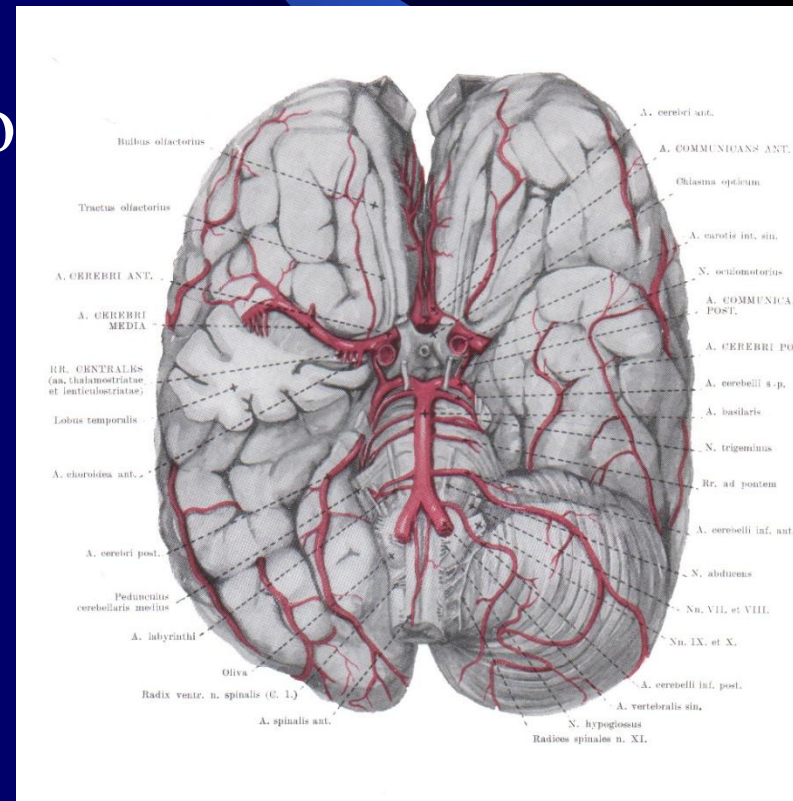 Bulbus olfactorius
Tractus olfactorius
A. CEREBRI ANT.
A. CEREBRI
MEDIA
RR. CENTRALES
(aa. thalamostriatae
et lenticulostriatae)
Lobus temporalis
A. choroidea ant.
A. cerebri post.
Pedunculus
cerebellaris medius
A. labyrinthi
Oliva
Radix ventr. n. spinalis (C. 1.)
A. spinalis ant.
A. cerebri ant.
A. COMMUNICANS ANT.
Chiasma opticum
A. carotis int. sin.
N. oculomotorius
A. COMMUNICA
POST.
A. CEREBRI PO
A. cerebelli s.p.
A. basilaris
N. trigeminus
Rr. ad pontem
A. cerebelli inf. ant
N. abducens
Nn. VII. et VIII.
Nn. IX. et X.
A. cerebelli inf. post.
A. vertebralis sin.
N. hypoglossus
Radices spinales n. XI.